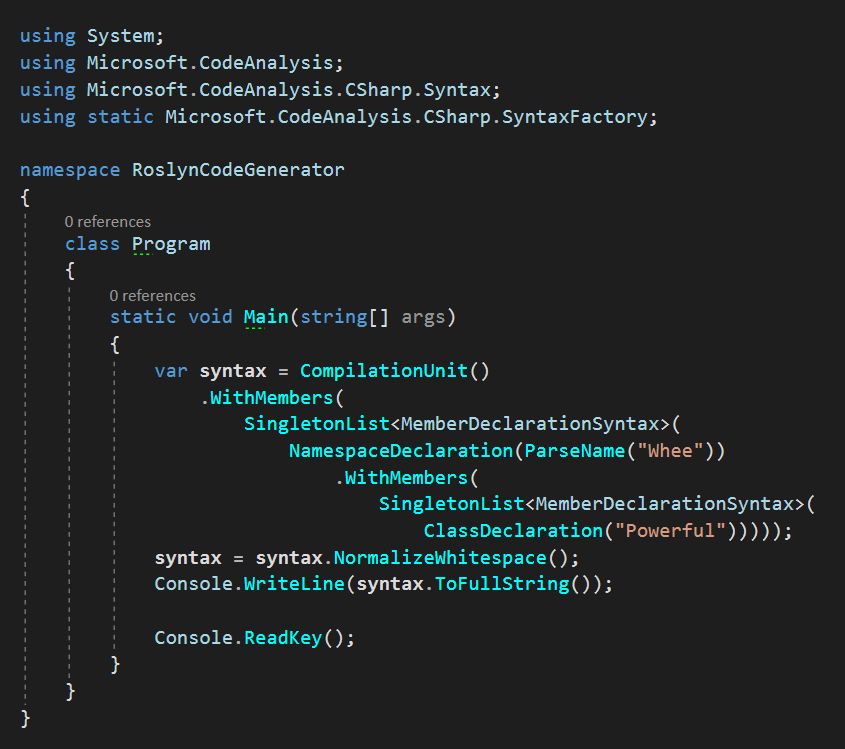 using System;
using Microsoft.CodeAnalysis;
using Microsoft.CodeAnalysis.CSharp.Syntax;
using static Microsoft.CodeAnalysis.CSharp.SyntaxFactory;

namespace RoslynCodeGenerator
{
    0 references
    class Program
    {
        0 references
        static void Main(string[] args)
        {
            var syntax = CompilationUnit()
                .WithMembers(
                    SingletonList<MemberDeclarationSyntax>(
                        NamespaceDeclaration(ParseName("Whee"))
                            .WithMembers(
                                SingletonList<MemberDeclarationSyntax>(
                                    ClassDeclaration("Powerful")))));
            syntax = syntax.NormalizeWhitespace();
            Console.WriteLine(syntax.ToFullString());

            Console.ReadKey();
        }
    }
}